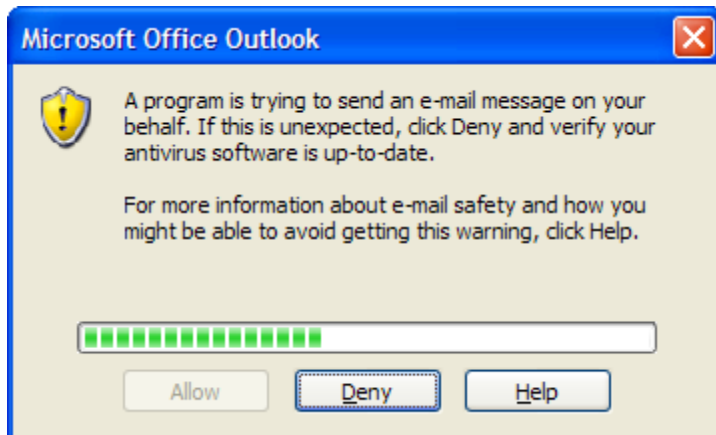 Microsoft Office Outlook
A program is trying to send an e-mail message on your
behalf. If this is unexpected, click Deny and verify your
antivirus software is up-to-date.
For more information about e-mail safety and how you
might be able to avoid getting this warning, click Help.
Allow
Deny
Help